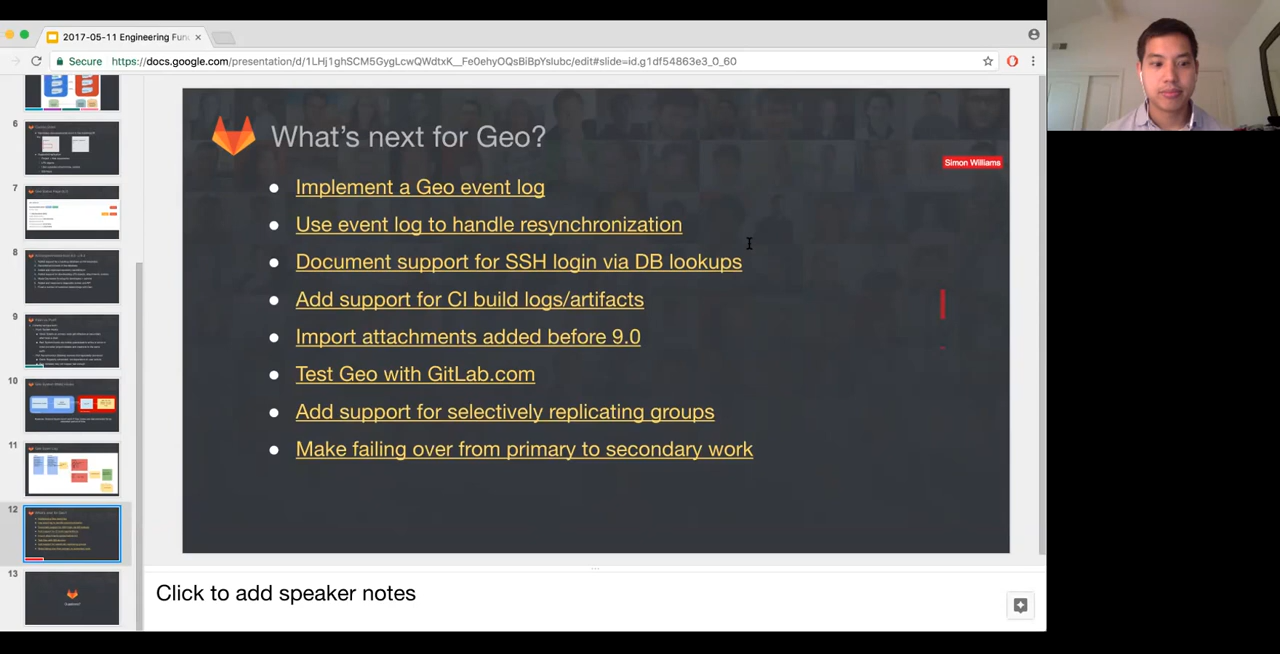 2017-05-11 Engineering Fun
Secure
https://docs.google.com/presentation/d/1LHj1ghSCM5GygLcwQWdtxK__Fe0ehyOQsBiBpYslubc/edit#slide=id.g1df54863e3_0_60
What's next for Geo?
Simon Williams
Implement a Geo event log
Use event log to handle resynchronization
Document support for SSH login via DB lookups
Add support for CI build logs/artifacts
Import attachments added before 9.0
Test Geo with GitLab.com
Add support for selectively replicating groups
Make failing over from primary to secondary work
6
7
8
9
10
11
12
13
Click to add speaker notes